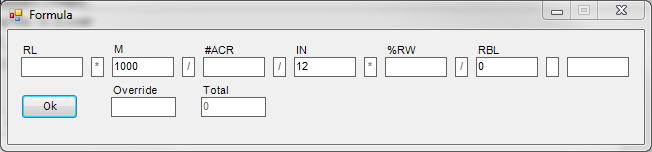 Formula
RL M #ACR IN %RW RBL
* 1000 / / 12 * / 0
Override Total
Ok 0